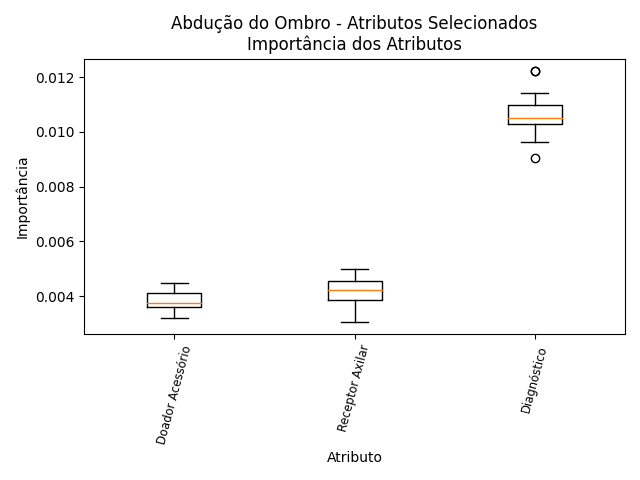 Abdução do Ombro - Atributos Selecionados
Importância dos Atributos
Importância
0.012
0.010
0.008
0.006
0.004
Doador Acessório
Receptor Axilar
Diagnóstico
Atributo